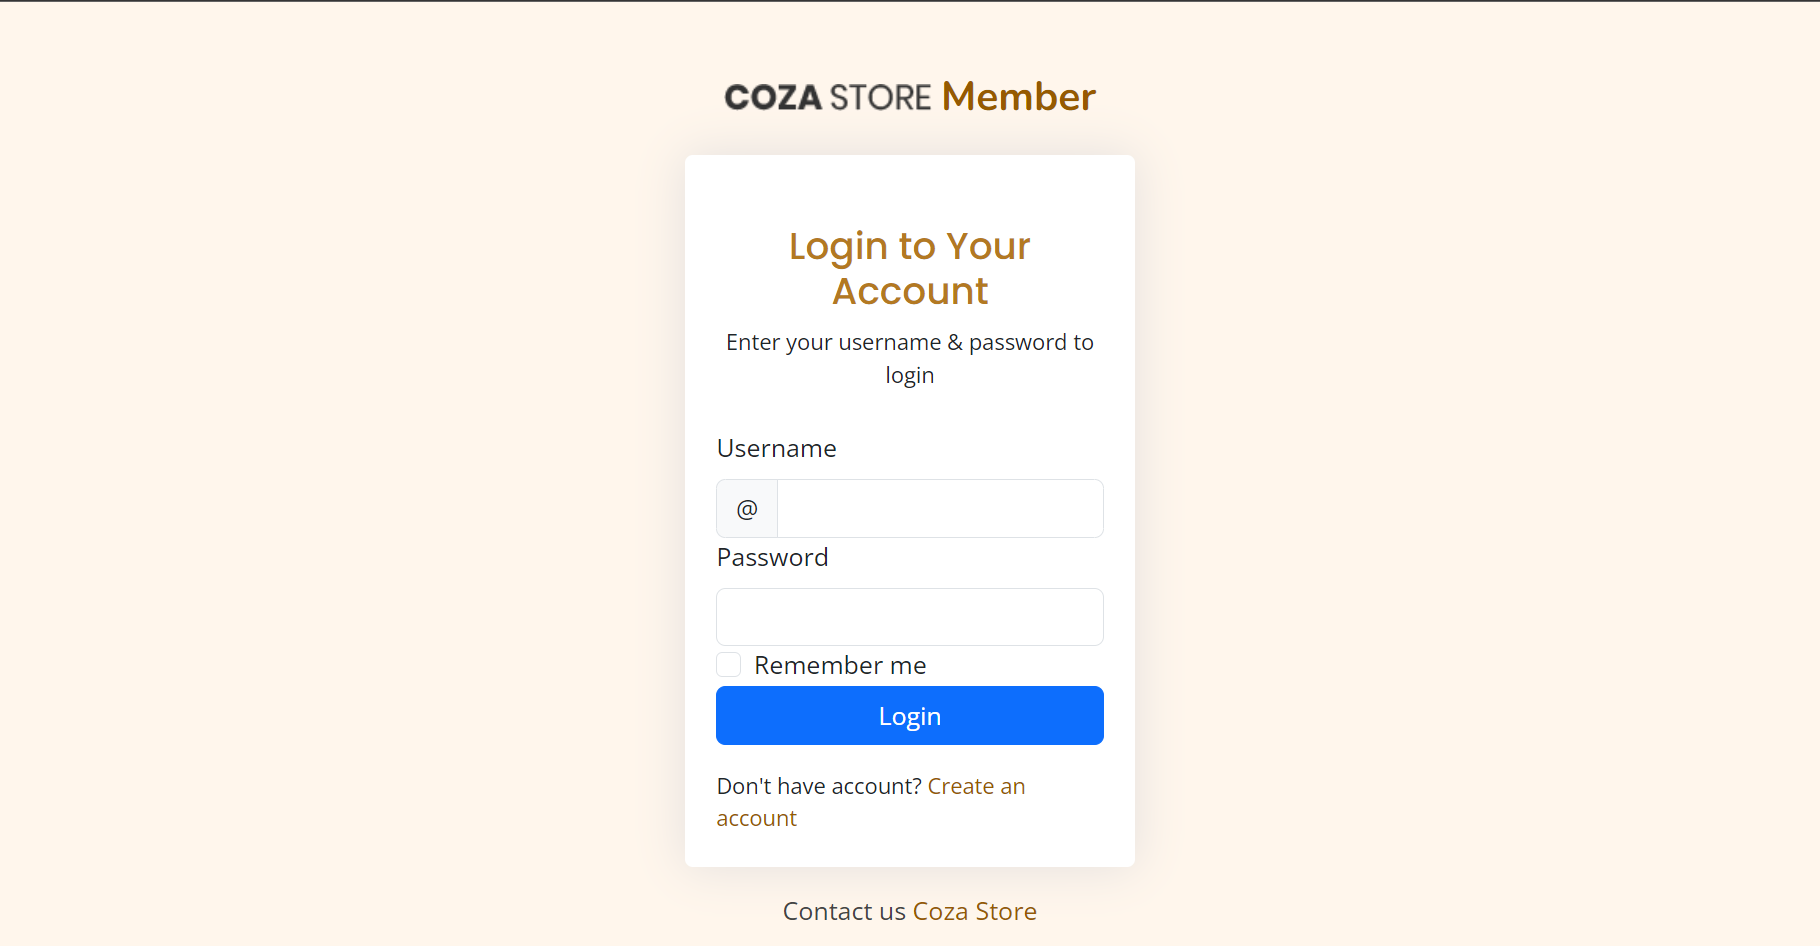 COZA STORE Member
Login to Your
Account
Enter your username & password to
login
Username
@
Password
Remember me
Login
Don't have account? Create an
account
Contact us Coza Store